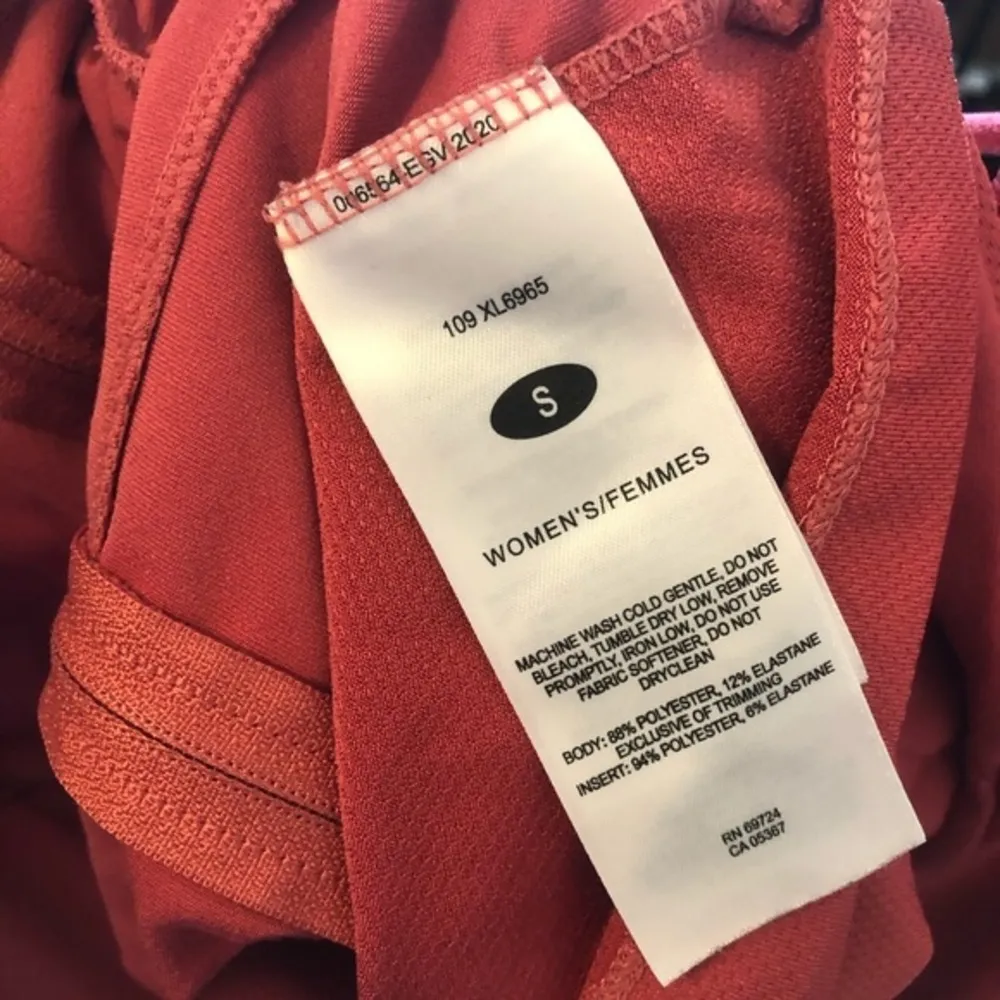 EGV 2020
109 XL6965
S
WOMEN'S/FEMMES
MACHINE WASH COLD GENTLE, DO NOT
BLEACH, TUMBLE DRY LOW, REMOVE
PROMPTLY, IRON LOW, DO NOT USE
FABRIC SOFTENER, DO NOT
DRYCLEAN
BODY: 88% POLYESTER, 12% ELASTANE
EXCLUSIVE OF TRIMMING
INSERT: 94% POLYESTER, 6% ELASTANE
RN 69724
CA 05367